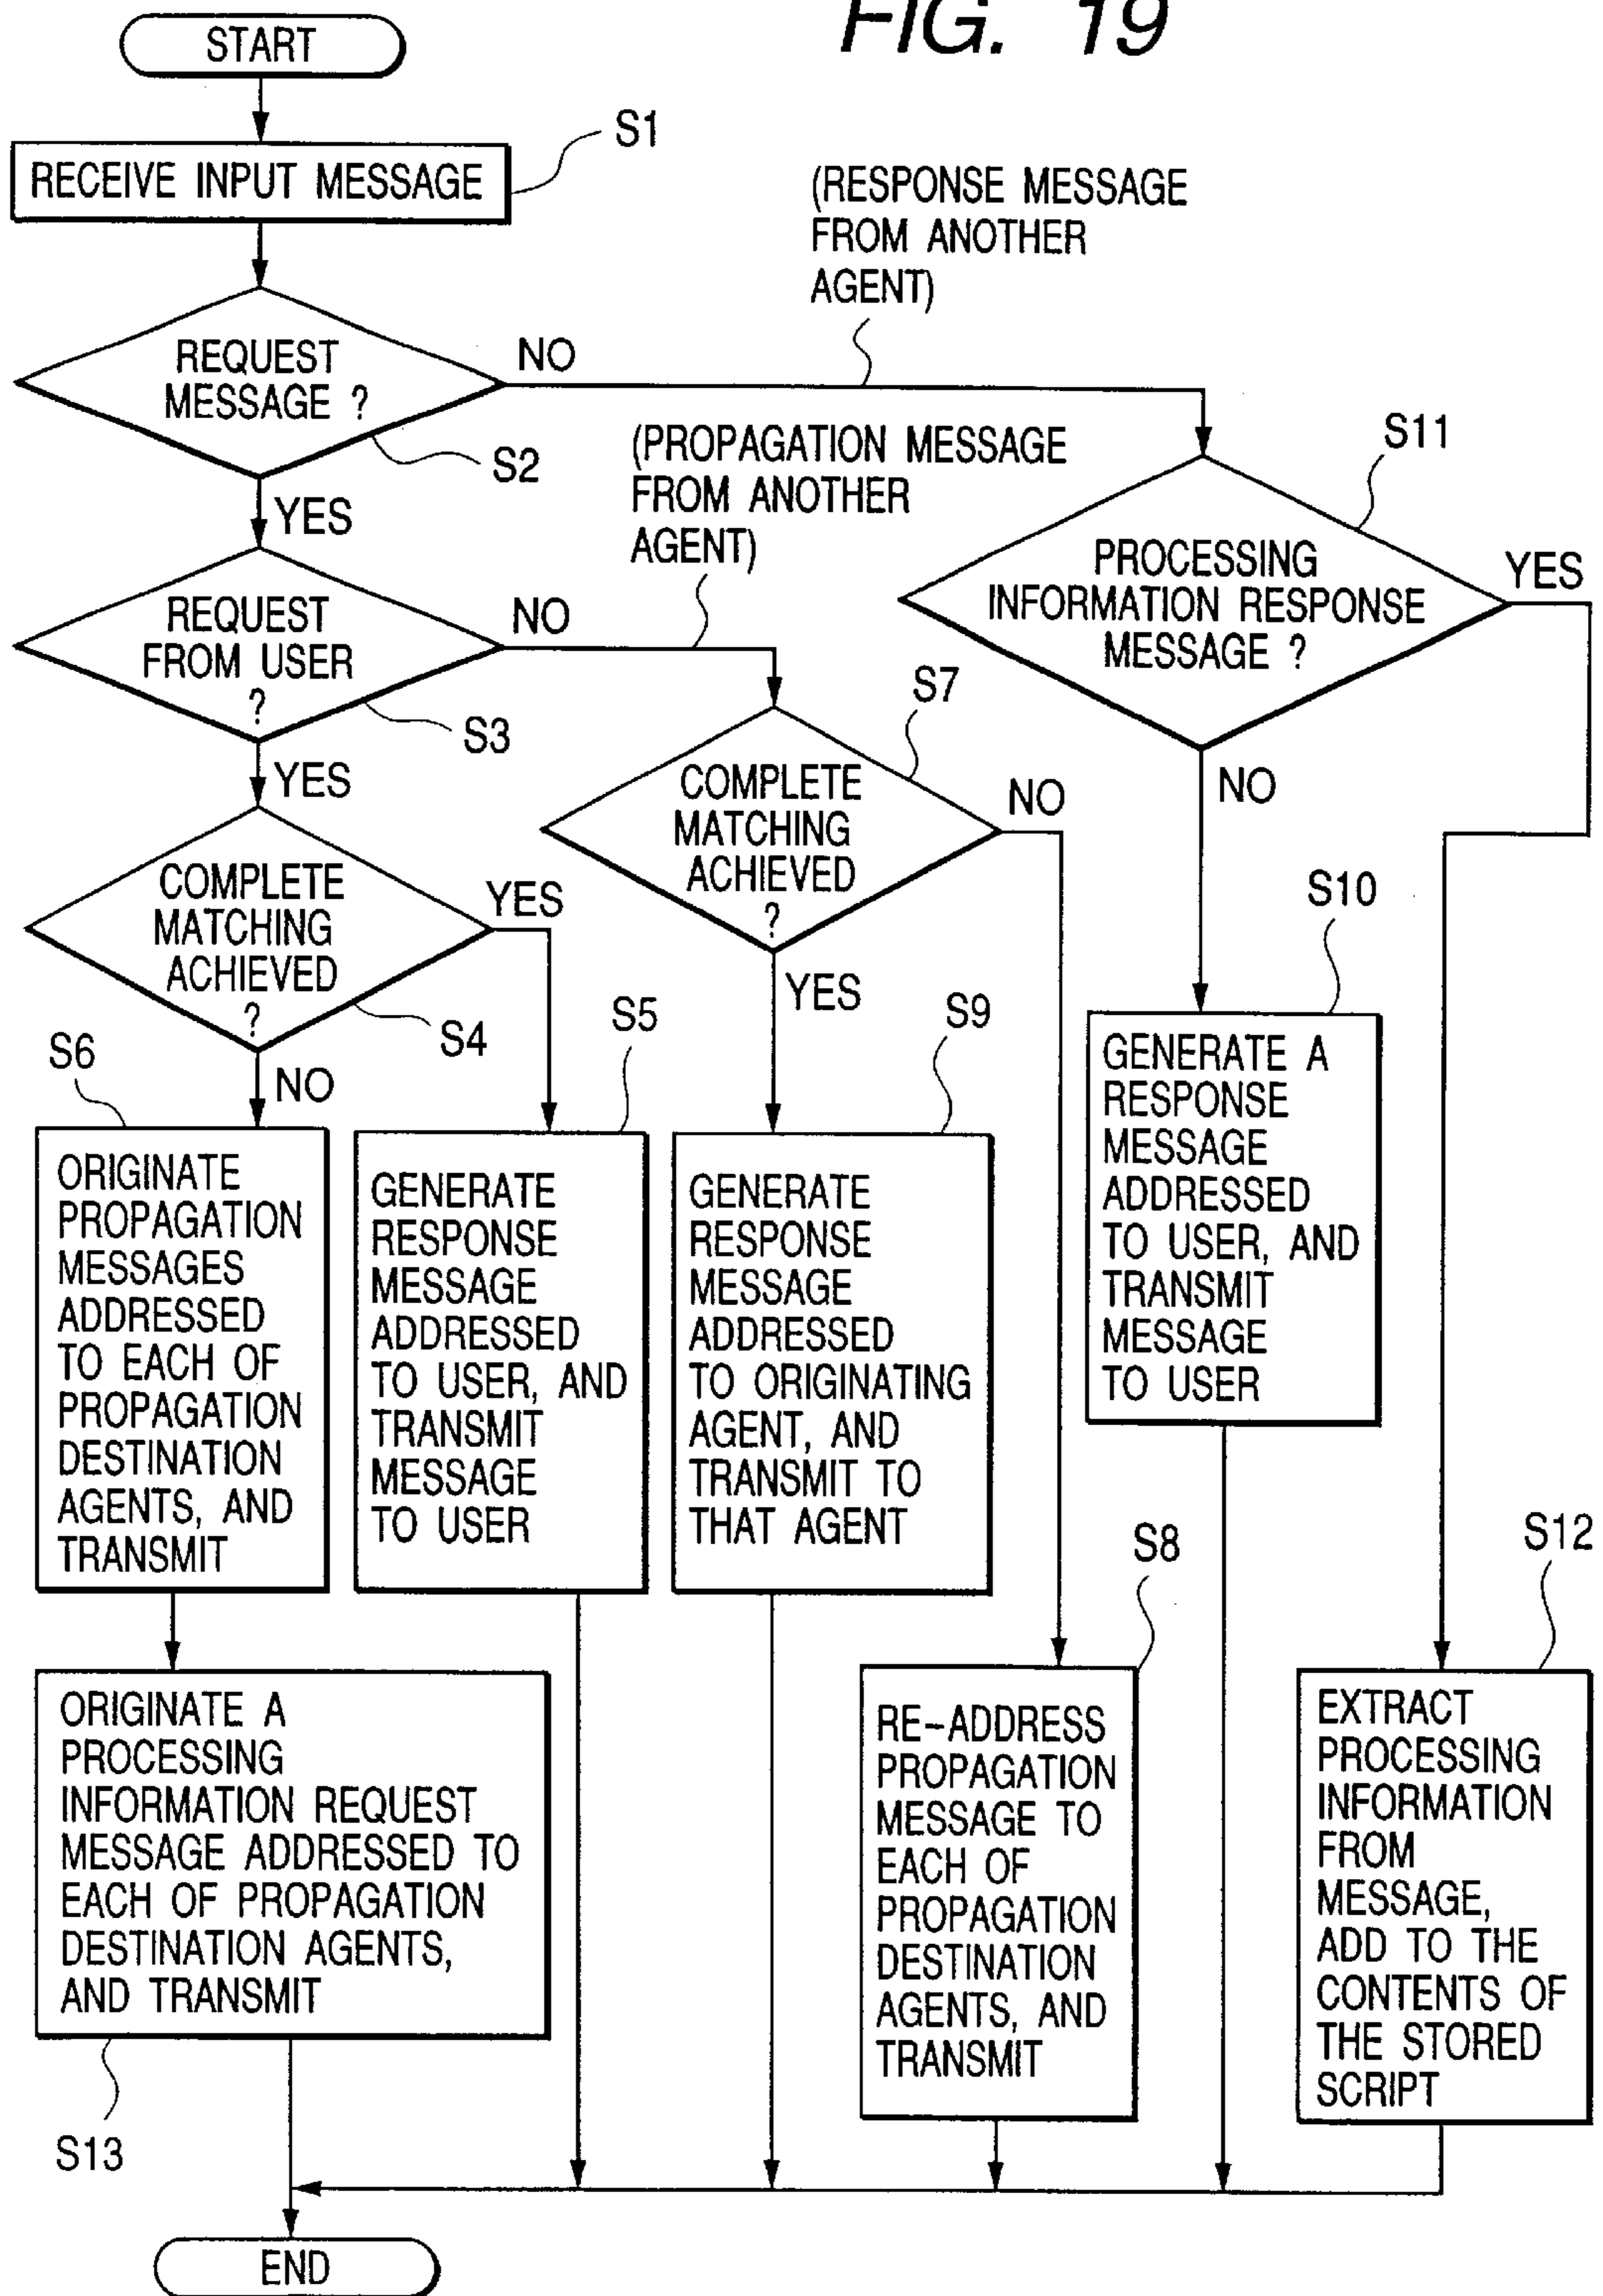 FIG. 19
START
S1
RECEIVE INPUT MESSAGE
(RESPONSE MESSAGE
FROM ANOTHER
AGENT)
REQUEST
MESSAGE ?
NO
S2
YES
(PROPAGATION MESSAGE
FROM ANOTHER
AGENT)
S11
PROCESSING
INFORMATION RESPONSE
MESSAGE ?
YES
NO
REQUEST
FROM USER
?
NO
S3
YES
S7
COMPLETE
MATCHING
ACHIEVED
?
NO
YES
COMPLETE
MATCHING
ACHIEVED
?
YES
S4
NO
S6
ORIGINATE
PROPAGATION
MESSAGES
ADDRESSED
TO EACH OF
PROPAGATION
DESTINATION
AGENTS, AND
TRANSMIT
S5
GENERATE
RESPONSE
MESSAGE
ADDRESSED
TO USER, AND
TRANSMIT
MESSAGE
TO USER
S9
GENERATE
RESPONSE
MESSAGE
ADDRESSED
TO ORIGINATING
AGENT, AND
TRANSMIT TO
THAT AGENT
S10
GENERATE A
RESPONSE
MESSAGE
ADDRESSED
TO USER, AND
TRANSMIT
MESSAGE
TO USER
ORIGINATE A
PROCESSING
INFORMATION REQUEST
MESSAGE ADDRESSED TO
EACH OF PROPAGATION
DESTINATION AGENTS,
AND TRANSMIT
S13
S8
RE-ADDRESS
PROPAGATION
MESSAGE TO
EACH OF
PROPAGATION
DESTINATION
AGENTS, AND
TRANSMIT
S12
EXTRACT
PROCESSING
INFORMATION
FROM
MESSAGE,
ADD TO THE
CONTENTS OF
THE STORED
SCRIPT
END